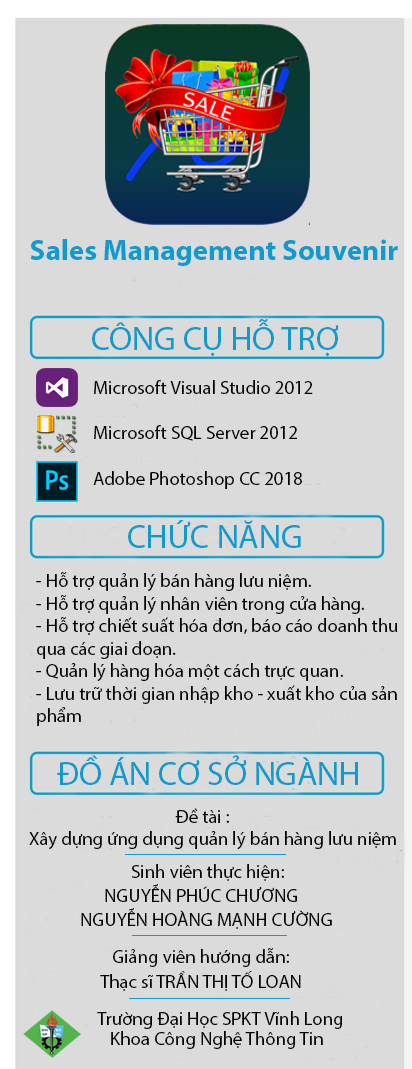 SALE
Sales Management Souvenir
CÔNG CỤ HỖ TRỢ
Microsoft Visual Studio 2012
Microsoft SQL Server 2012
Ps
Adobe Photoshop CC 2018
CHỨC NĂNG
- Hỗ trợ quản lý bán hàng lưu niệm.
- Hỗ trợ quản lý nhân viên trong cửa hàng.
- Hỗ trợ chiết suất hóa đơn, báo cáo doanh thu
qua các giai đoạn.
- Quản lý hàng hóa một cách trực quan.
- Lưu trữ thời gian nhập kho - xuất kho của sản
phẩm
ĐỒ ÁN CƠ SỞ NGÀNH
Đề tài :
Xây dựng ứng dụng quản lý bán hàng lưu niệm
Sinh viên thực hiện:
NGUYỄN PHÚC CHƯƠNG
NGUYỄN HOÀNG MẠNH CƯỜNG
Giảng viên hướng dẫn:
Thạc sĩ TRẦN THỊ TỐ LOAN
Trường Đại Học SPKT Vĩnh Long
Khoa Công Nghệ Thông Tin